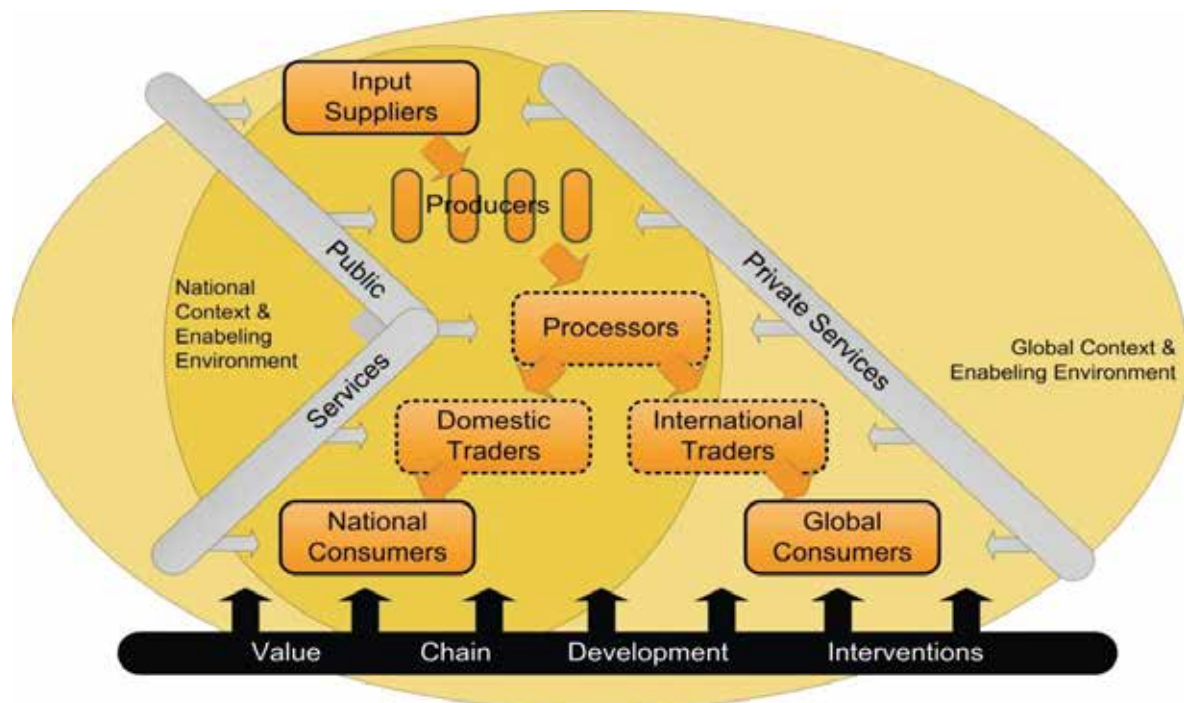 Input
Suppliers
Producers
Public
Services
Private Services
National
Context &
Enabeling
Environment
Processors
Global Context &
Enabeling Environment
Domestic
Traders
International
Traders
National
Consumers
Global
Consumers
Value Chain Development Interventions